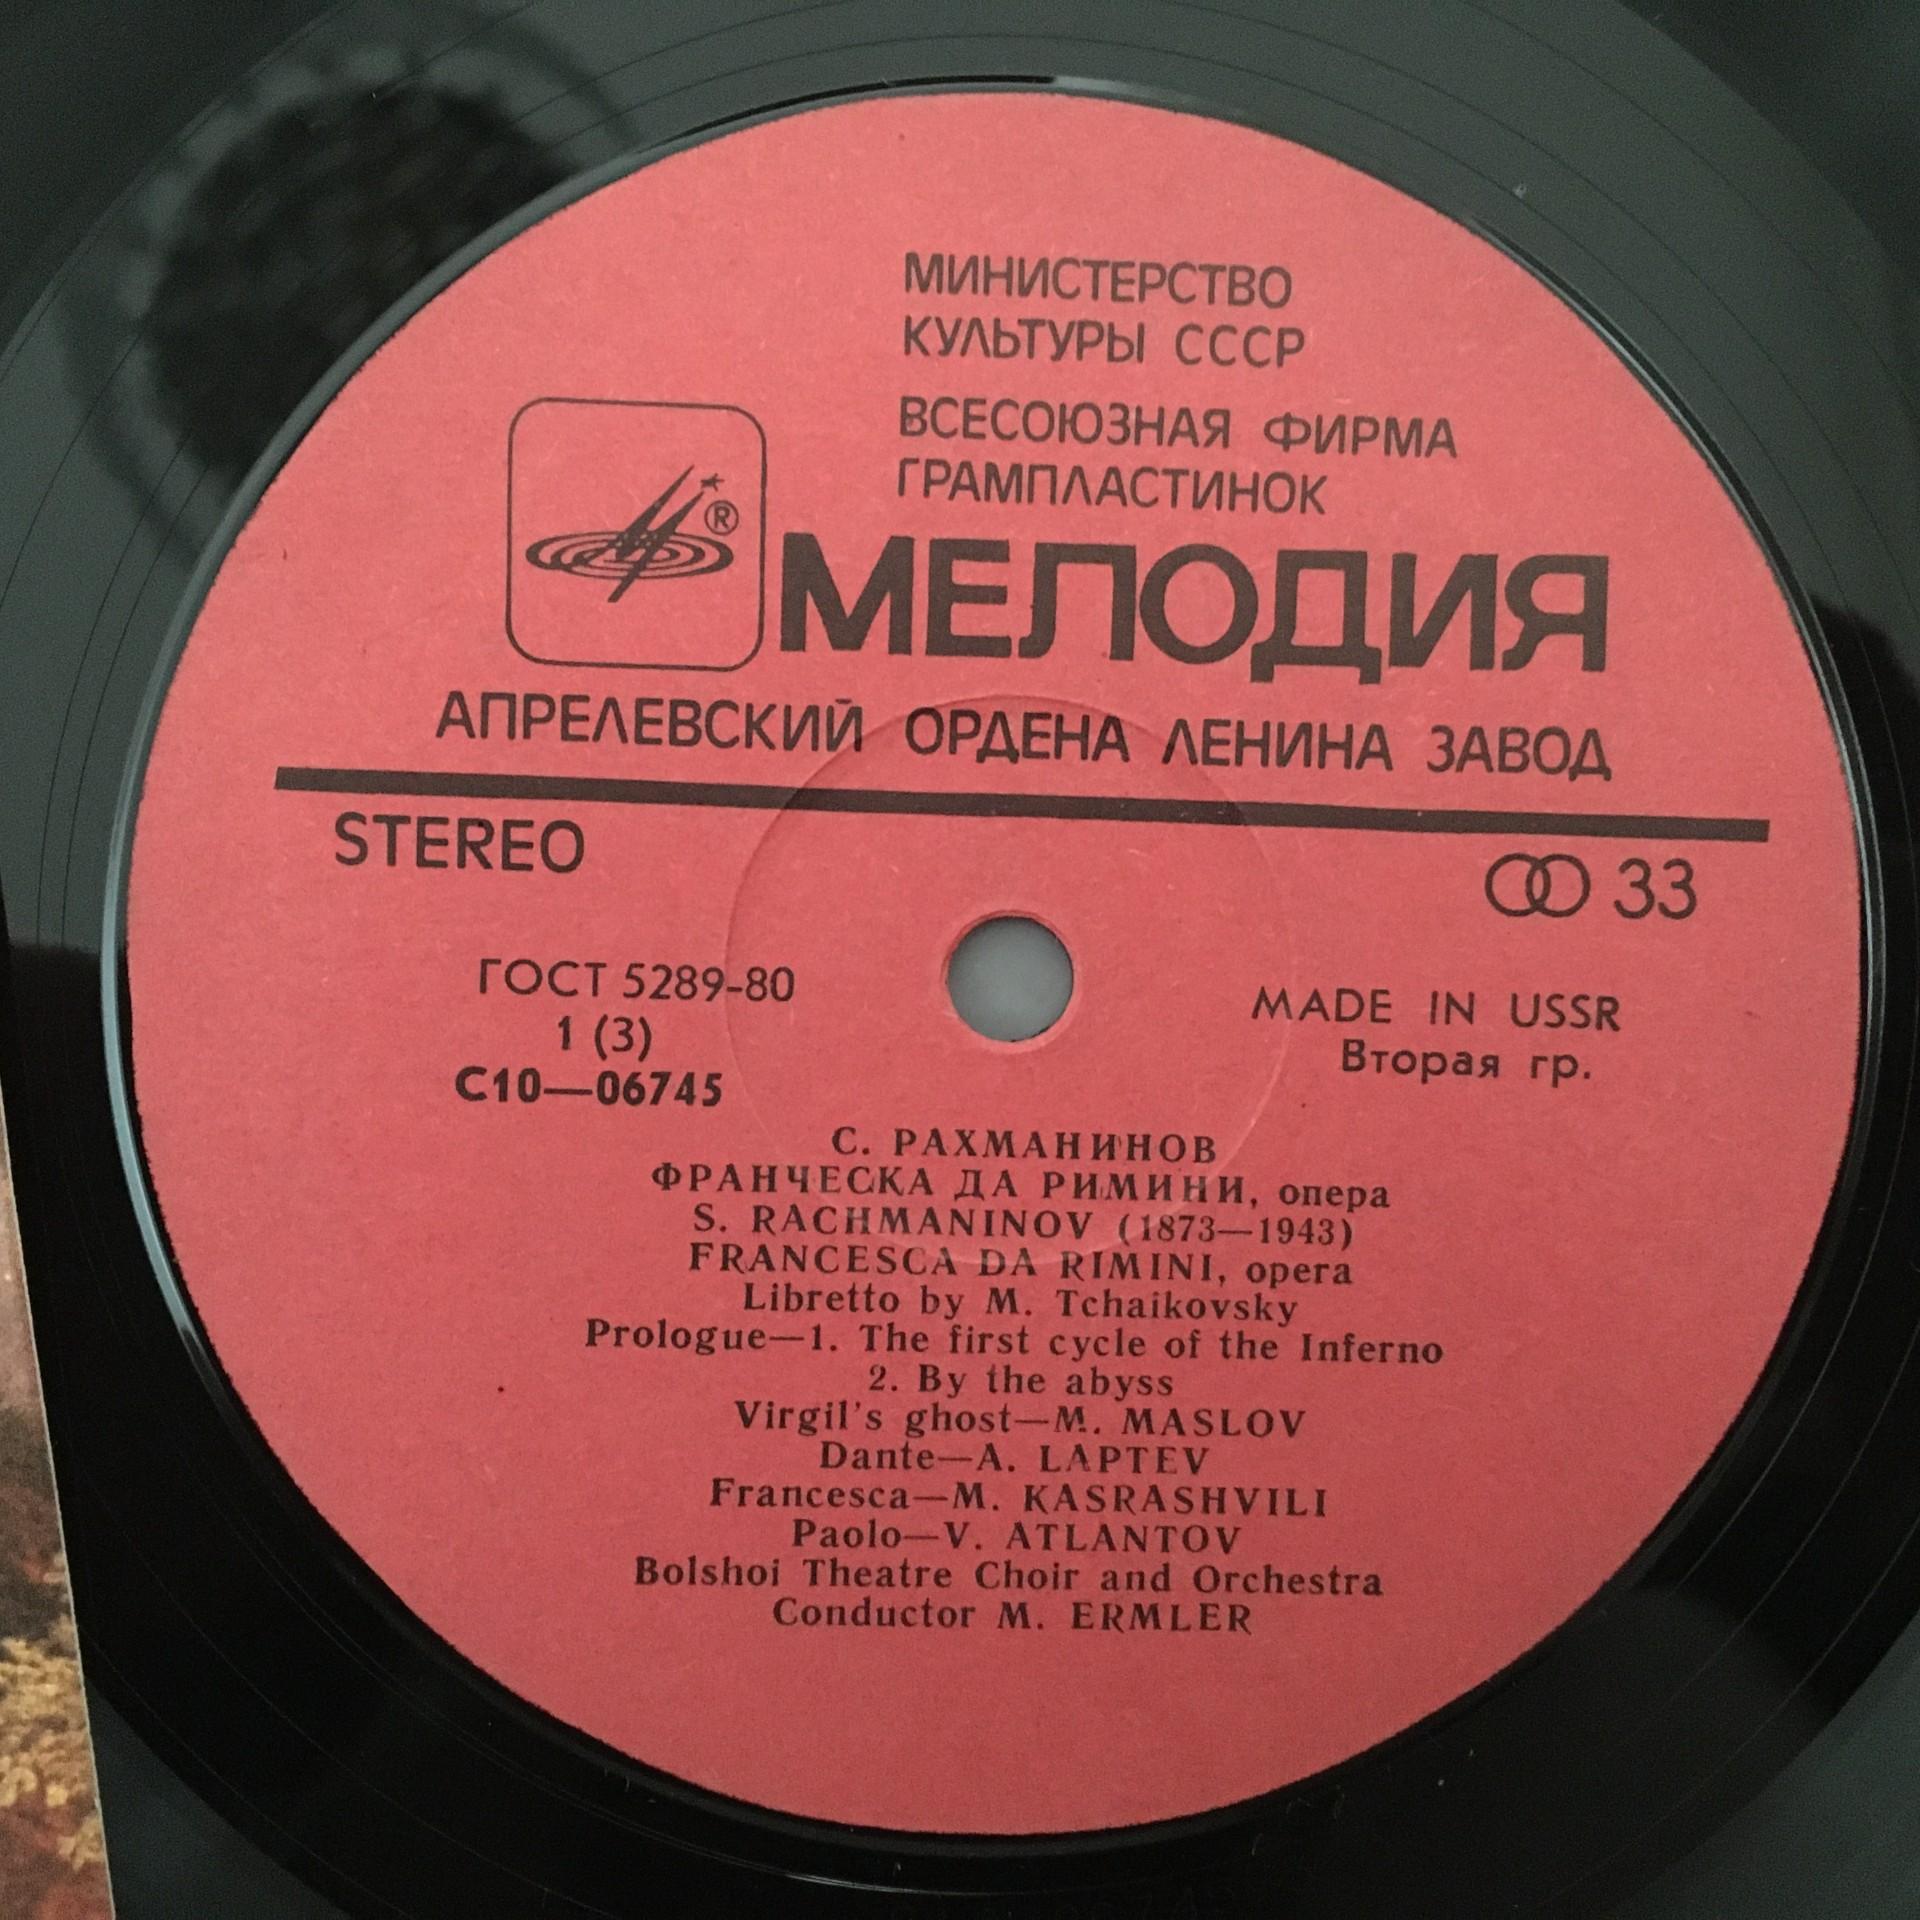 МИНИСТЕРСТВО
КУЛЬТУРЫ СССР
ВСЕСОЮЗНАЯ ФИРМА
ГРАМПЛАСТИНОК
®
МЕЛОДИЯ
АПРЕЛЕВСКИЙ ОРДЕНА ЛЕНИНА ЗАВОД
STEREO
33
ГОСТ 5289-80
1 (3)
С10—06745
MADE IN USSR
Вторая гр.
С. РАХМАНИНОВ
ФРАНЧЕСКА ДА РИМИНИ, опера
S. RACHMANINOV (1873—1943)
FRANCESCA DA RIMINI, opera
Libretto by M. Tchaikovsky
Prologue—1. The first cycle of the Inferno
2. By the abyss
Virgil's ghost—M. MASLOV
Dante—A. LAPTEV
Francesca—M. KASRASHVILI
Paolo—V. ATLANTOV
Bolshoi Theatre Choir and Orchestra
Conductor M. ERMLER